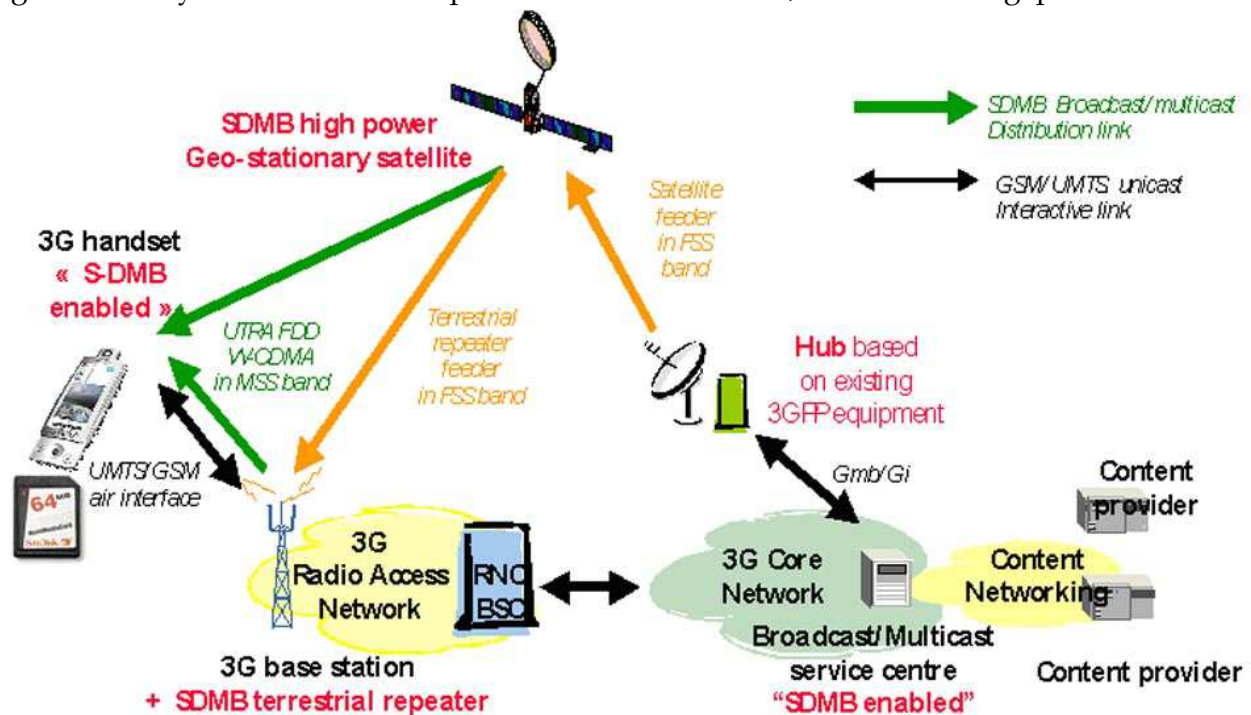 SDMB high power
Geo-stationary satellite
SDMB Broadcast/multicast
Distribution link
GSM/UMTS unicast
Interactive link
3G handset
« S-DMB
enabled »
Satellite
feeder
in FSS
band
UTRA FDD
W-CDMA
in MSS band
Terrestrial
repeater
feeder
in FSS band
Hub based
on existing
3GPP equipment
UMTS/GSM
air interface
64
Gmb/Gi
Content
provider
3G
Radio Access
Network
RNC
BSC
3G Core
Network
Content
Networking
Broadcast/Multicast
service centre
"SDMB enabled"
3G base station
+ SDMB terrestrial repeater
Content provider